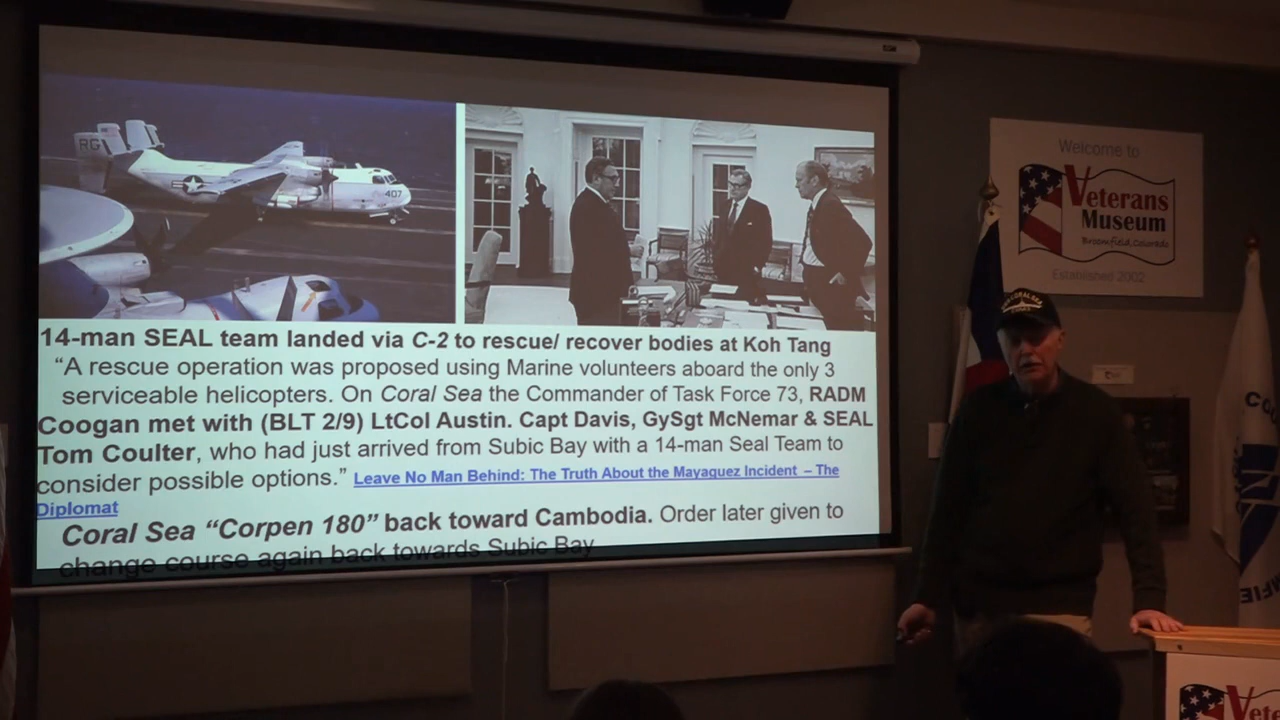 RG
407
14-man SEAL team landed via C-2 to rescue/ recover bodies at Koh Tang
“A rescue operation was proposed using Marine volunteers aboard the only 3
serviceable helicopters. On Coral Sea the Commander of Task Force 73, RADM
Coogan met with (BLT 2/9) LtCol Austin. Capt Davis, GySgt McNemar & SEAL
Tom Coulter, who had just arrived from Subic Bay with a 14-man Seal Team to
consider possible options.” Leave No Man Behind: The Truth About the Mayaguez Incident – The
Diplomat
Coral Sea “Corpen 180” back toward Cambodia. Order later given to
change course again back towards Subic Bay
Welcome to
Veterans
Museum
Broomfield, Colorado
Established 2002
CORAL SEA